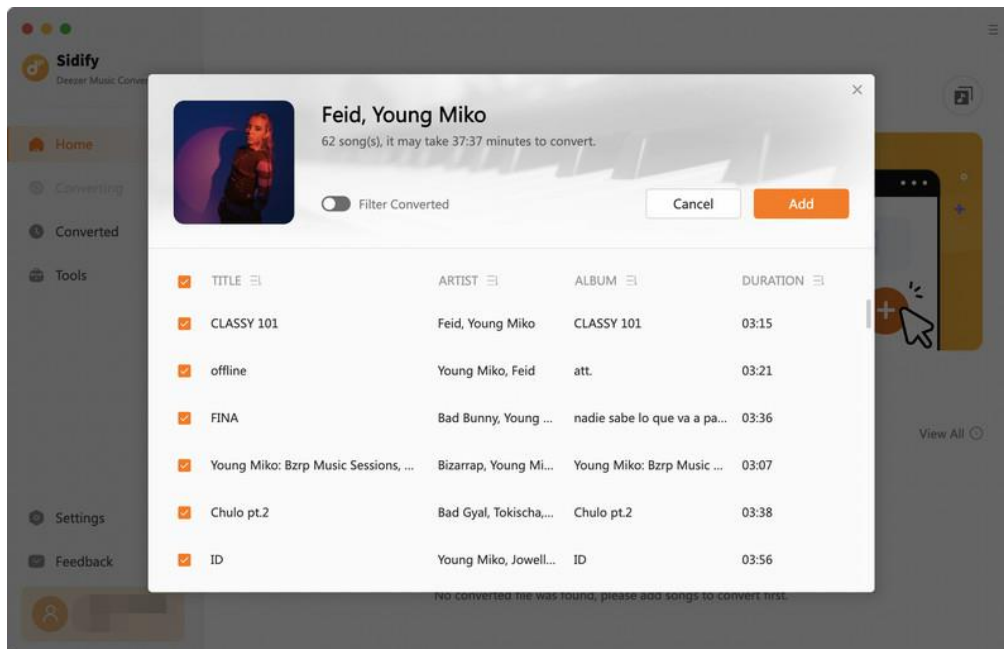 Sidify
Deezer Music Conver
Home
Converting
Converted
Tools
Settings
Feedback
Feid, Young Miko
62 song(s), it may take 37:37 minutes to convert.
Filter Converted
Cancel
Add
TITLE ARTIST ALBUM DURATION
CLASSY 101 Feid, Young Miko CLASSY 101 03:15
offline Young Miko, Feid att. 03:21
FINA Bad Bunny, Young ... nadie sabe lo que va a pa... 03:36
Young Miko: Bzrp Music Sessions, ... Bizarrap, Young Mi... Young Miko: Bzrp Music ... 03:07
Chulo pt.2 Bad Gyal, Tokischa,... Chulo pt.2 03:38
ID Young Miko, Jowell... ID 03:56
View All
No converted file was found, please add songs to convert first.